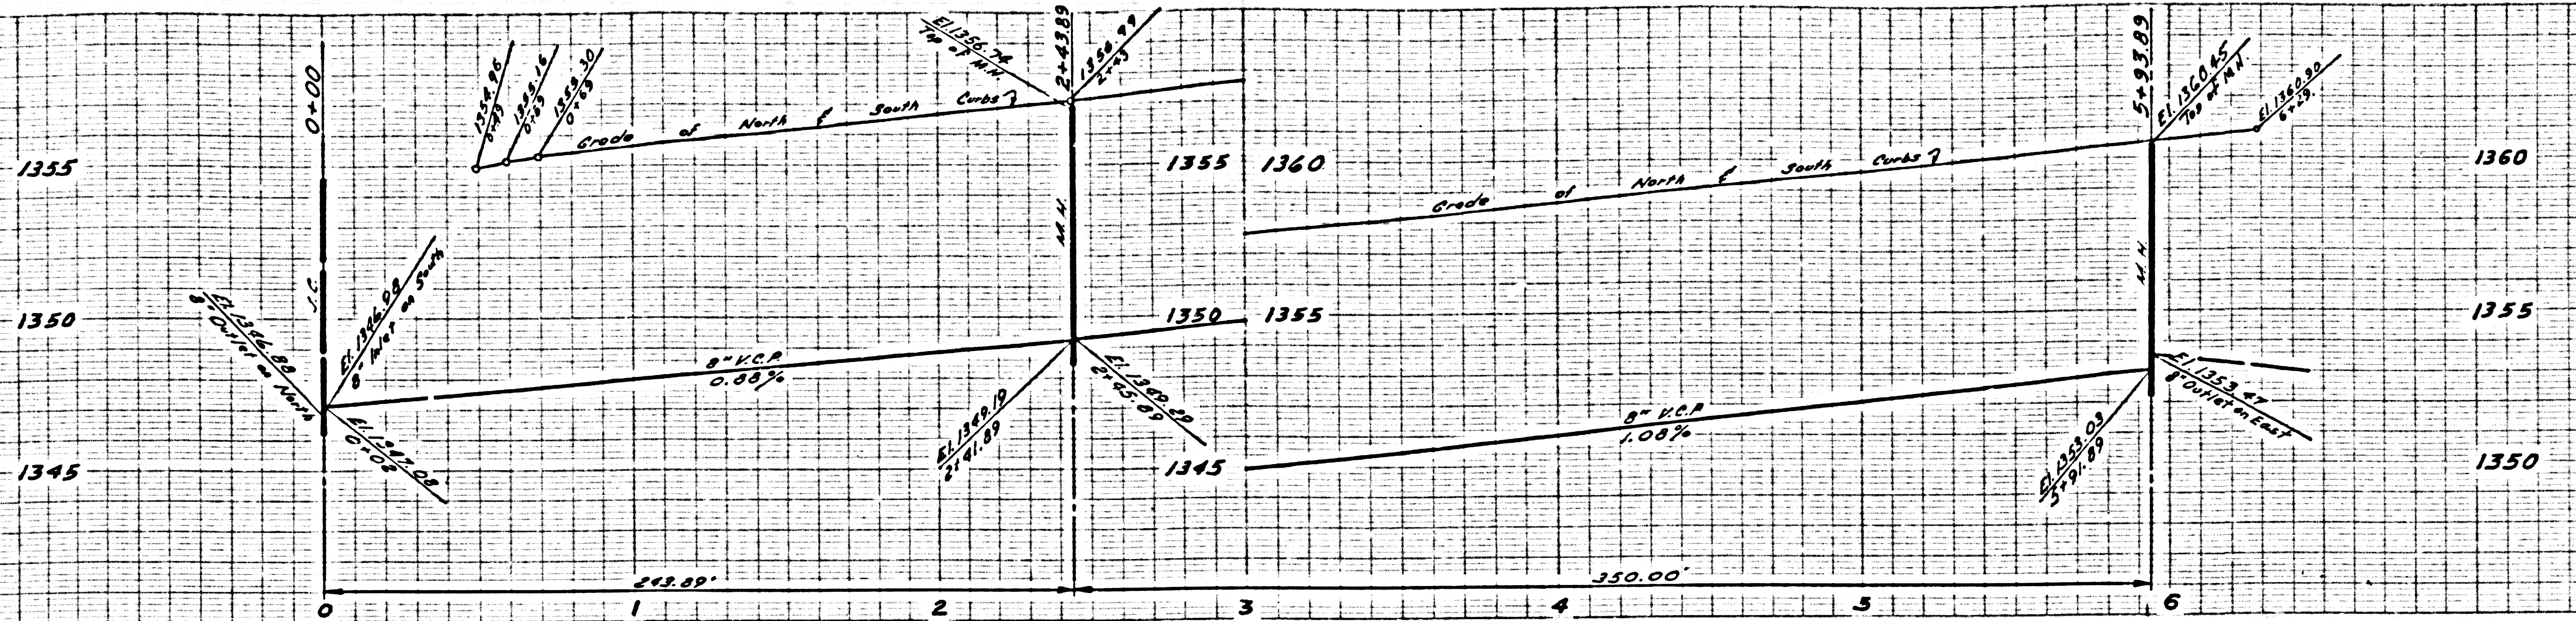 0+00
1354.96
0+49
1355.16
0+59
1355.30
0+69
El. 1356.74
Top of M.H.
2+43.89
1356.99
2+43
5+93.89
El. 1360.45
Top of M.H.
El. 1360.90
6+29.
Grade of North & South Curbs
Grade of North & South Curbs
1355
1355
1360
1360
J.C.
M.H.
M.H.
El. 1346.88
8" Outlet on North
El. 1346.98
8" Inlet on South
1350
1350
1355
1355
8" V.C.P.
0.88%
El. 1347.08
0+02
El. 1349.19
2+41.89
El. 1349.29
2+45.89
8" V.C.P.
1.08%
El. 1353.47
8" Outlet on East
El. 1353.03
5+91.89
1345
1345
1350
243.89'
350.00'
0 1 2 3 4 5 6